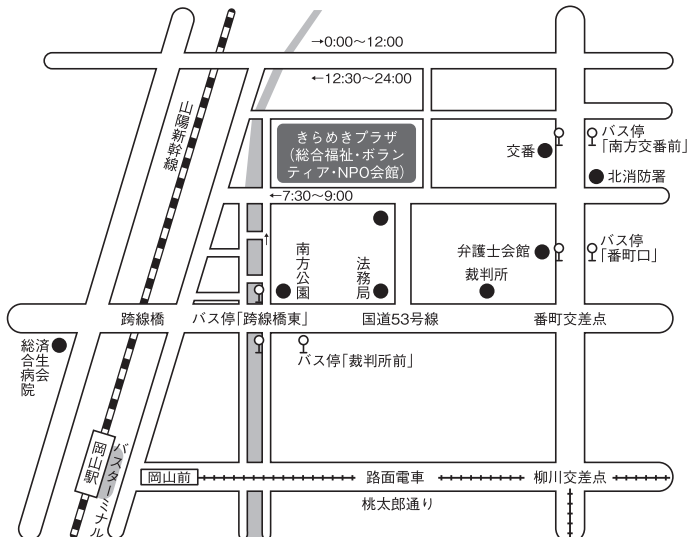 →0:00～12:00
←12:30～24:00
山陽新幹線
きらめきプラザ
(総合福祉・ボラン
ティア・NPO会館)
交番
バス停
「南方交番前」
北消防署
←7:30～9:00
↑
南方公園
法務局
弁護士会館
裁判所
バス停
「番町口」
跨線橋
バス停「跨線橋東」
国道53号線
番町交差点
済生会
総合病院
バス停「裁判所前」
岡山駅
バスターミナル
岡山前
路面電車
柳川交差点
桃太郎通り